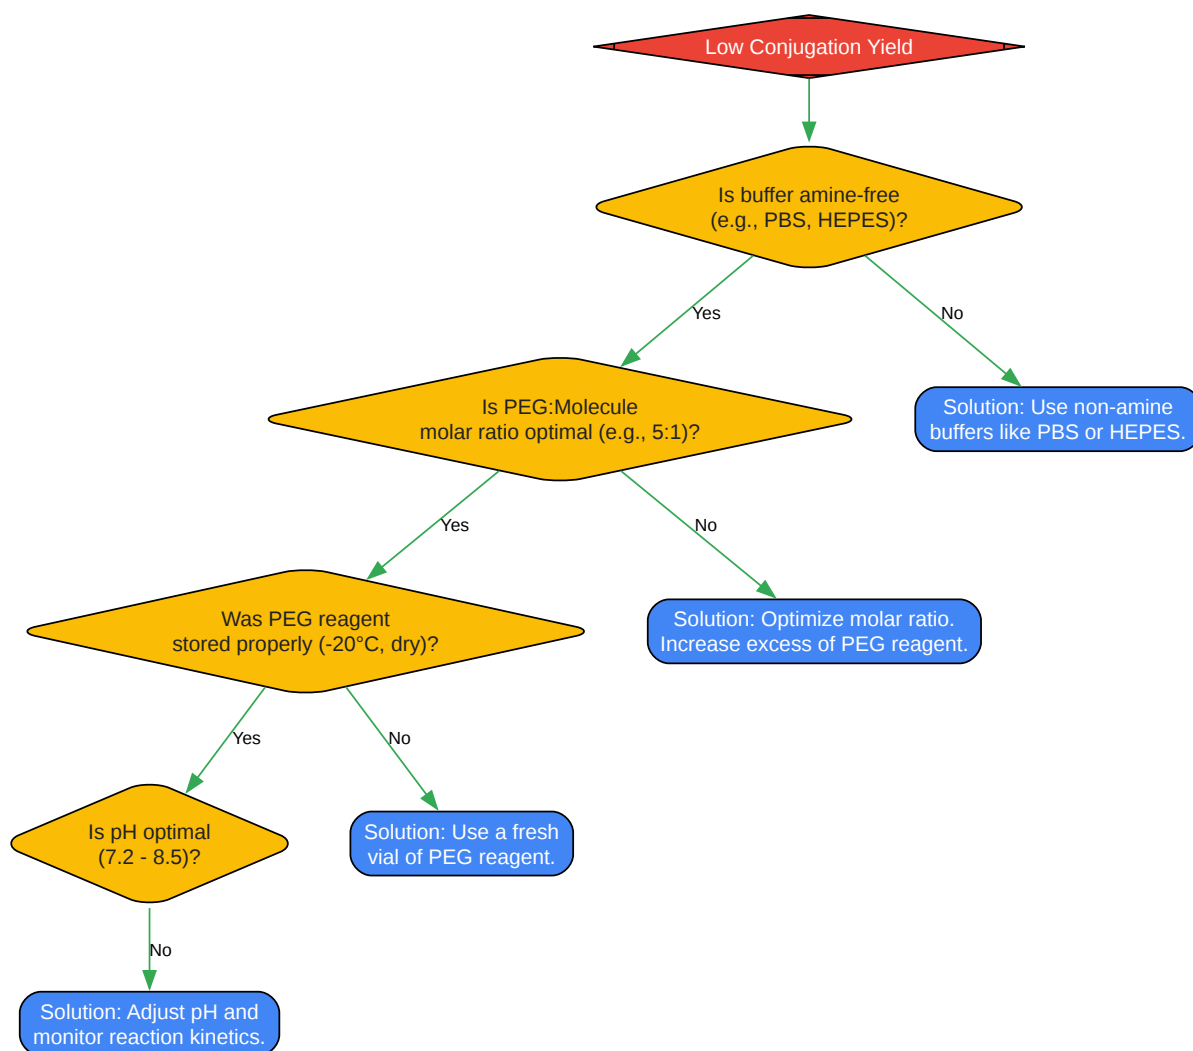 Low Conjugation Yield
Is buffer amine-free
(e.g., PBS, HEPES)?
Yes
No
Is PEG:Molecule
molar ratio optimal (e.g., 5:1)?
Solution: Use non-amine
buffers like PBS or HEPES.
Yes
No
Was PEG reagent
stored properly (-20°C, dry)?
Solution: Optimize molar ratio.
Increase excess of PEG reagent.
Yes
No
Is pH optimal
(7.2 - 8.5)?
Solution: Use a fresh
vial of PEG reagent.
No
Solution: Adjust pH and
monitor reaction kinetics.